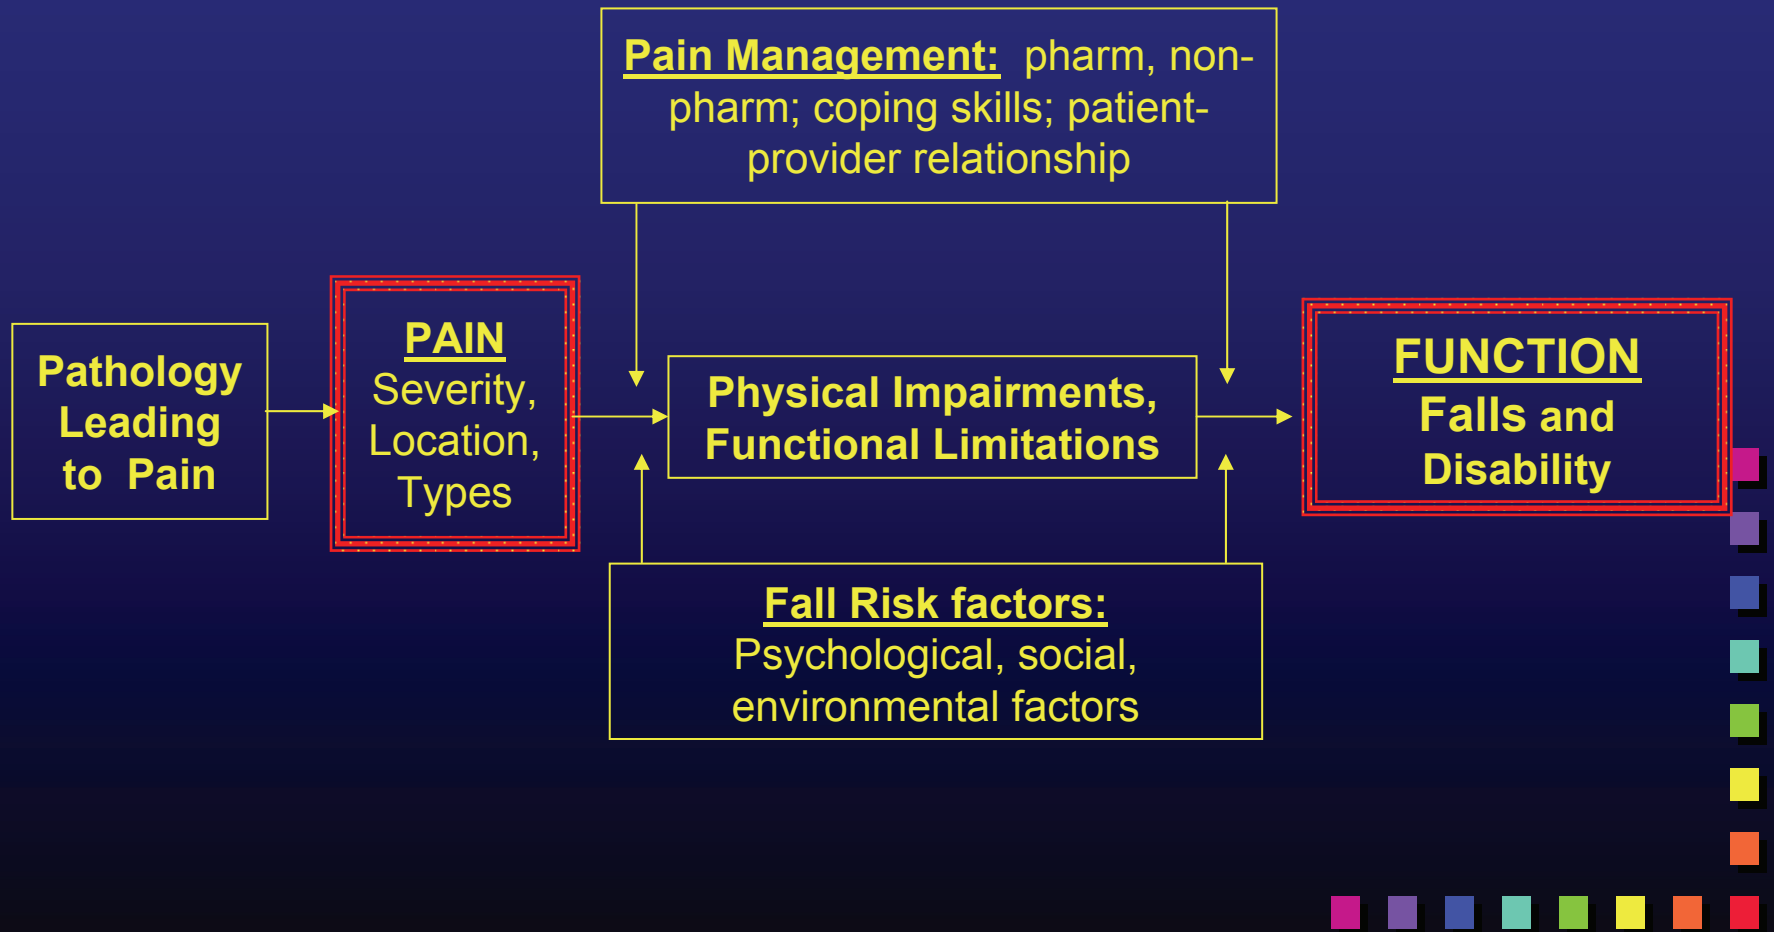 Pain Management: pharm, non-
pharm; coping skills; patient-
provider relationship
Pathology
Leading
to Pain
PAIN
Severity,
Location,
Types
Physical Impairments,
Functional Limitations
FUNCTION
Falls and
Disability
Fall Risk factors:
Psychological, social,
environmental factors